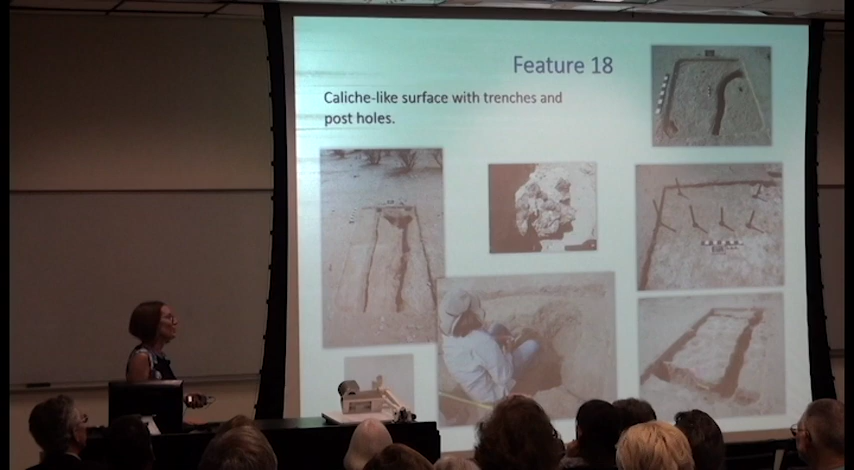 Feature 18
Caliche-like surface with trenches and
post holes.